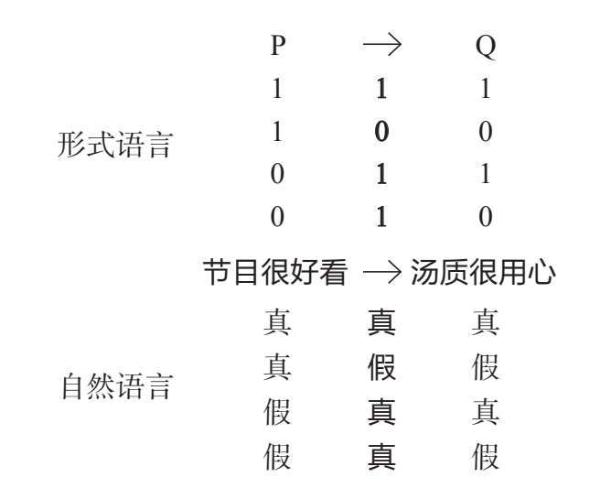 P → Q
1 1 1
1 0 0
形式语言
0 1 1
0 1 0
节目很好看 → 汤质很用心
真 真 真
真 假 假
自然语言
假 真 真
假 真 假